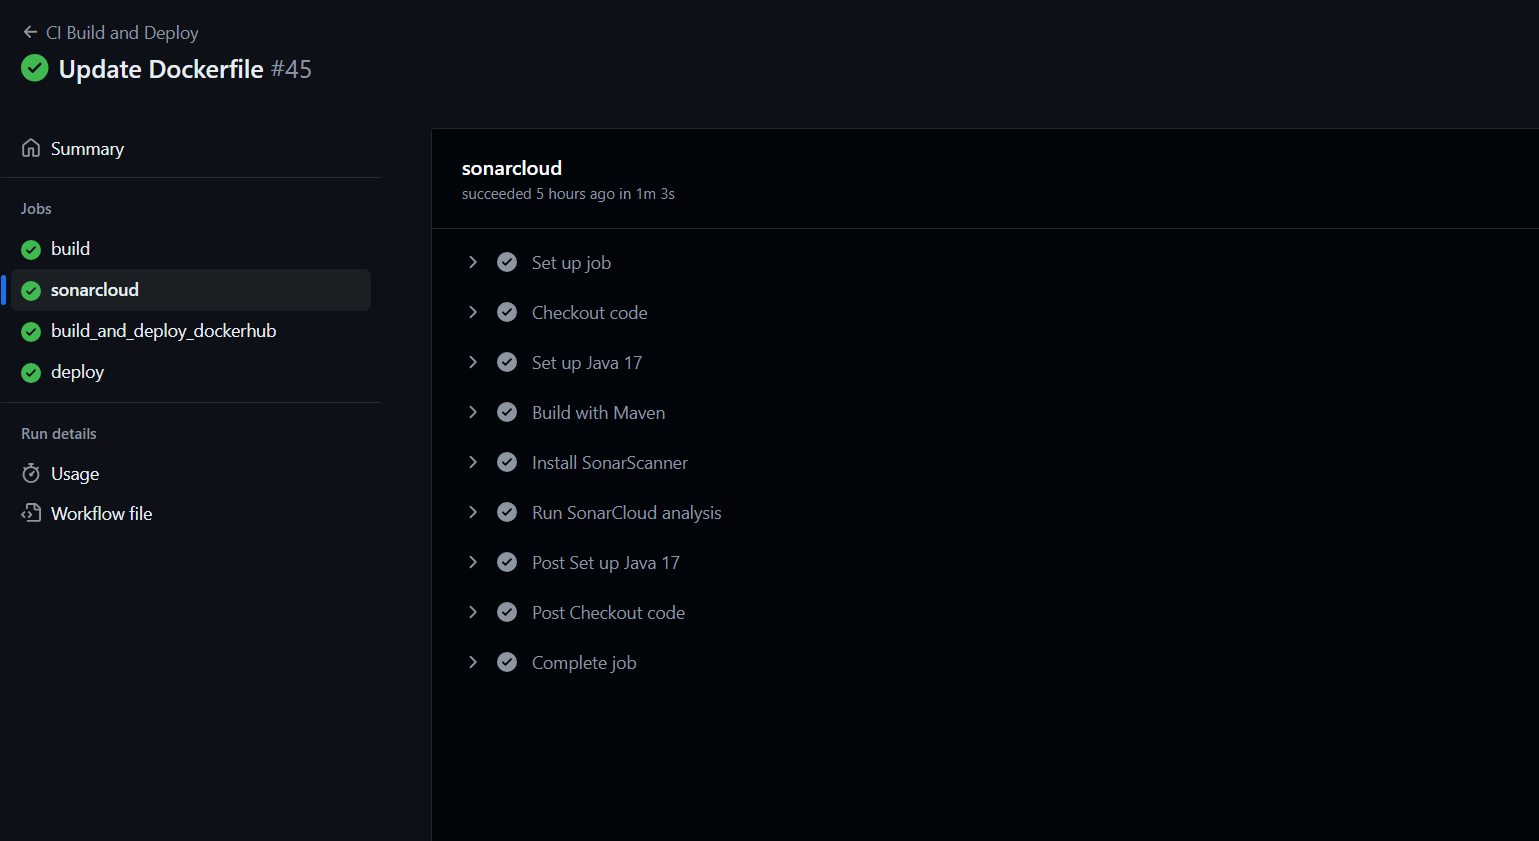 CI Build and Deploy
Update Dockerfile #45
Summary
Jobs
build
sonarcloud
build_and_deploy_dockerhub
deploy
Run details
Usage
Workflow file
sonarcloud
succeeded 5 hours ago in 1m 3s
Set up job
Checkout code
Set up Java 17
Build with Maven
Install SonarScanner
Run SonarCloud analysis
Post Set up Java 17
Post Checkout code
Complete job